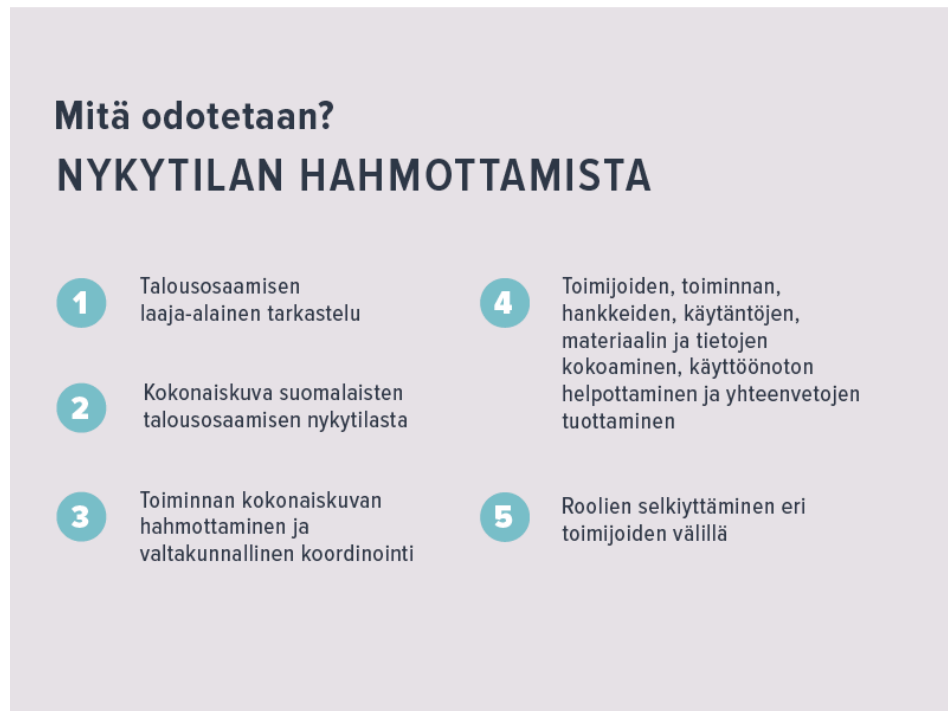 Mitä odotetaan?
NYKYTILAN HAHMOTTAMISTA
1
Talousosaamisen
laaja-alainen tarkastelu
2
Kokonaiskuva suomalaisten
talousosaamisen nykytilasta
3
Toiminnan kokonaiskuvan
hahmottaminen ja
valtakunnallinen koordinointi
4
Toimijoiden, toiminnan,
hankkeiden, käytäntöjen,
materiaalin ja tietojen
kokoaminen, käyttöönoton
helpottaminen ja yhteenvetojen
tuottaminen
5
Roolien selkiyttäminen eri
toimijoiden välillä